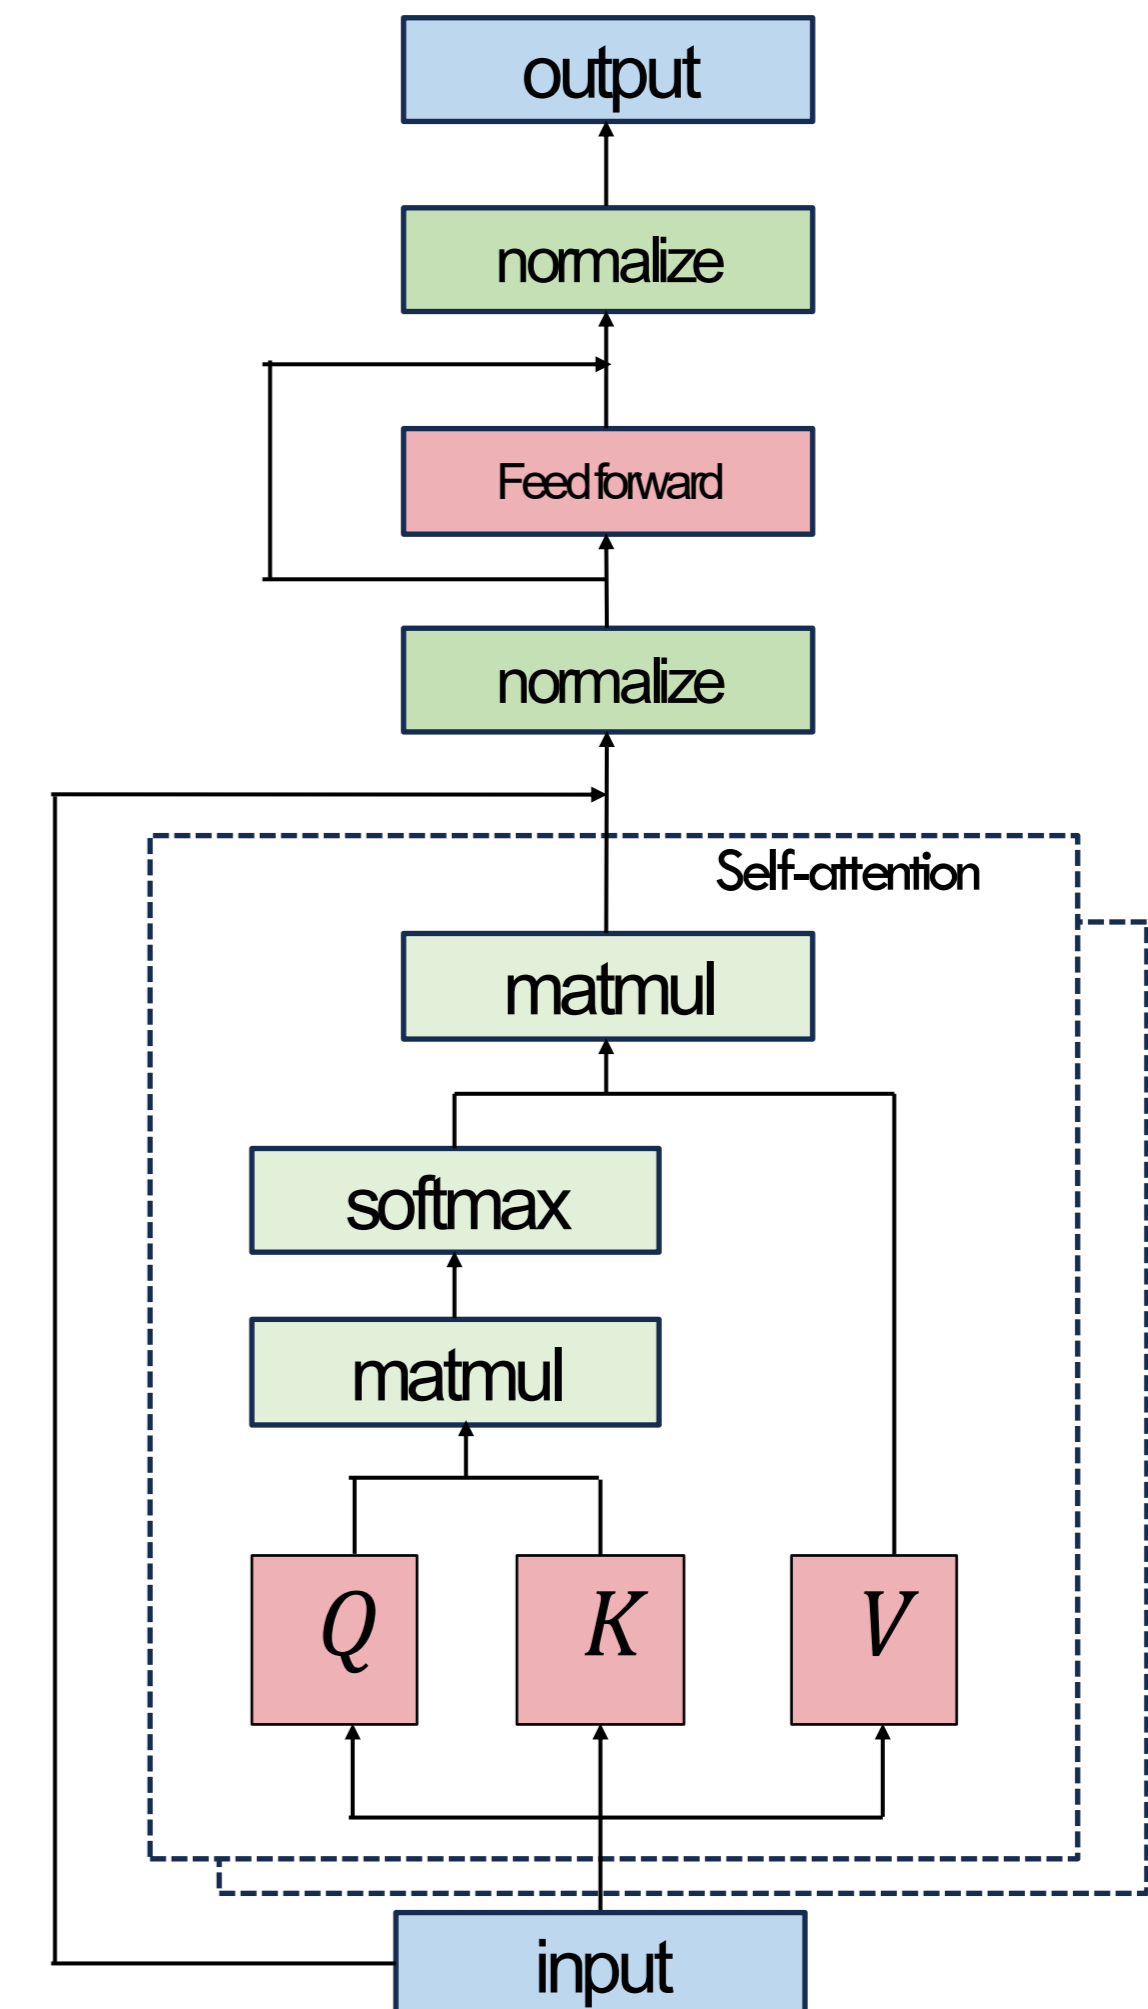 output
normalize
Feed forward
normalize
Self-attention
matmul
softmax
matmul
Q K V
input